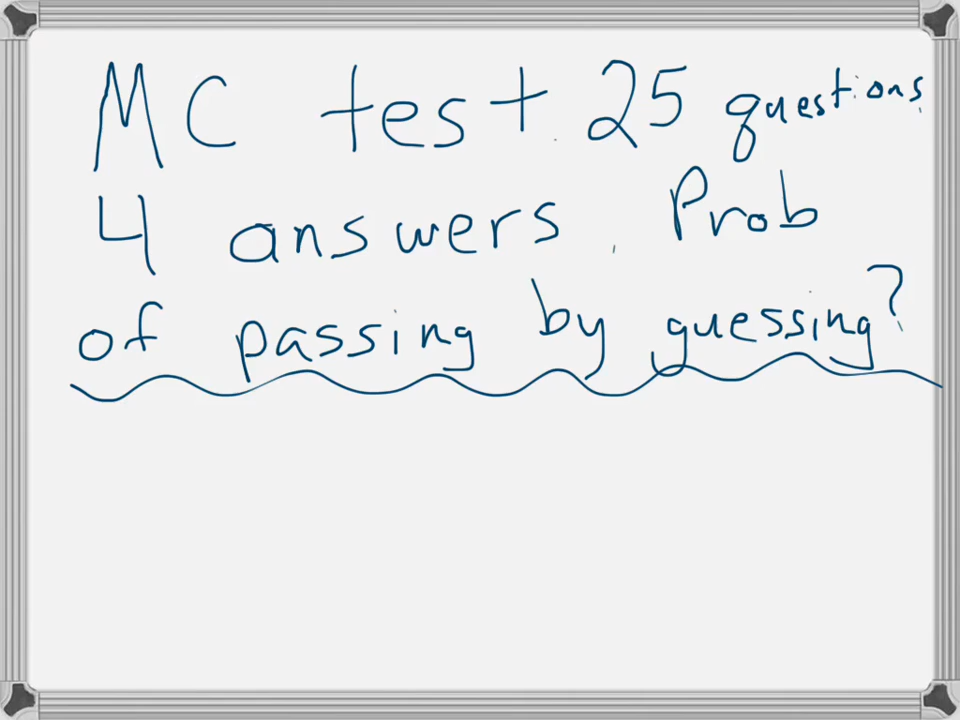 MC test. 25 questions.
4 answers. Prob
of passing by guessing?